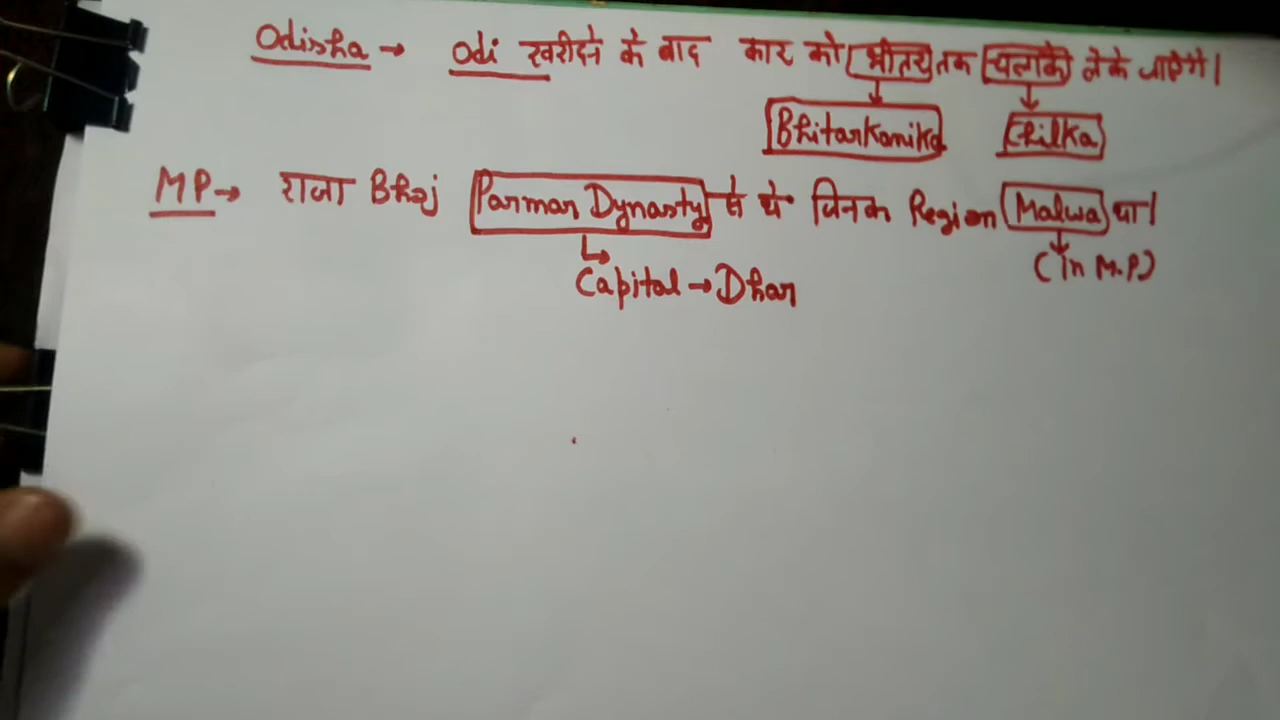 Odisha → Odi खरीदने के बाद कार को भीतर तक चलाके लेके जाएंगे।
Bhitarkanika Chilka
MP → राजा Bhoj Parmar Dynasty से थे जिनका Region Malwa था।
(in M.P)
Capital → Dhar